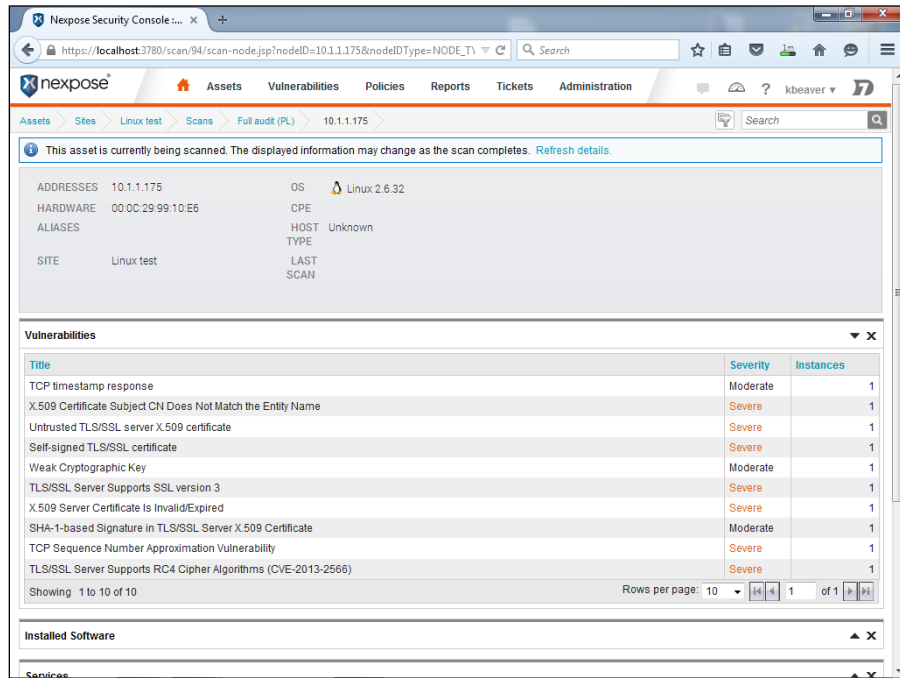 Nexpose Security Console :...
https://localhost:3780/scan/94/scan-node.jsp?nodeID=10.1.1.175&nodeIDType=NODE_T\ Search
nexpose Assets Vulnerabilities Policies Reports Tickets Administration ? kbeaver
Assets Sites Linux test Scans Full audit (PL) 10.1.1.175 Search
This asset is currently being scanned. The displayed information may change as the scan completes. Refresh details.
ADDRESSES 10.1.1.175 OS Linux 2.6.32
HARDWARE 00:0C:29:99:10:E6 CPE
ALIASES HOST TYPE Unknown
SITE Linux test LAST SCAN
Vulnerabilities
Title Severity Instances
TCP timestamp response Moderate 1
X.509 Certificate Subject CN Does Not Match the Entity Name Severe 1
Untrusted TLS/SSL server X.509 certificate Severe 1
Self-signed TLS/SSL certificate Severe 1
Weak Cryptographic Key Moderate 1
TLS/SSL Server Supports SSL version 3 Severe 1
X.509 Server Certificate Is Invalid/Expired Severe 1
SHA-1-based Signature in TLS/SSL Server X.509 Certificate Moderate 1
TCP Sequence Number Approximation Vulnerability Severe 1
TLS/SSL Server Supports RC4 Cipher Algorithms (CVE-2013-2566) Severe 1
Showing 1 to 10 of 10 Rows per page: 10 1 of 1
Installed Software
Services